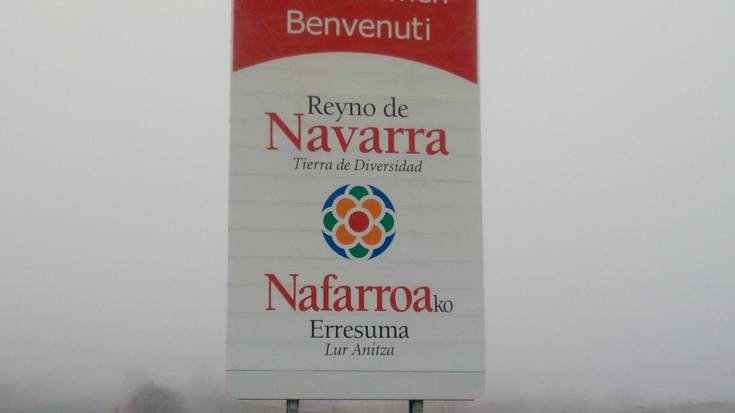 Benvenuti
Reyno de
Navarra
Tierra de Diversidad
Nafarroako
Erresuma
Lur Anitza